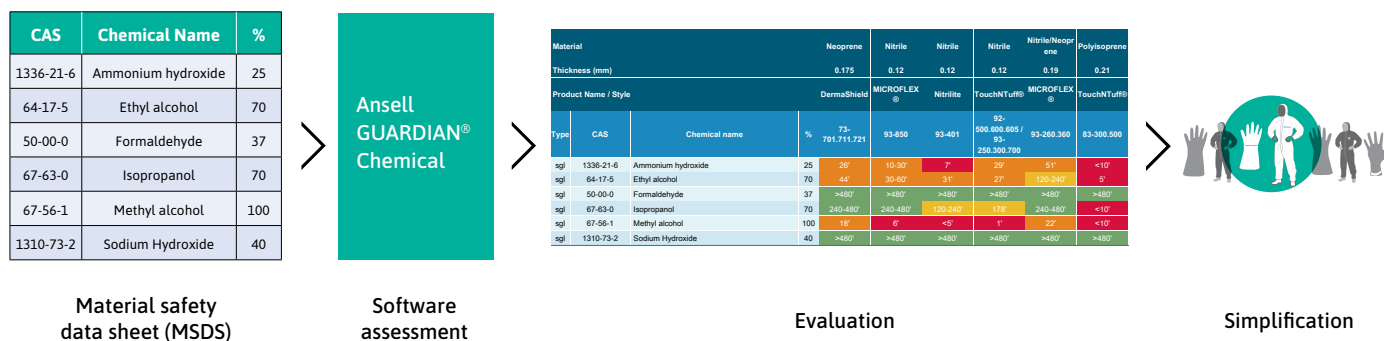 CAS Chemical Name %
1336-21-6 Ammonium hydroxide 25
64-17-5 Ethyl alcohol 70
50-00-0 Formaldehyde 37
67-63-0 Isopropanol 70
67-56-1 Methyl alcohol 100
1310-73-2 Sodium Hydroxide 40
Material safety
data sheet (MSDS)
Ansell
GUARDIAN®
Chemical
Software
assessment
Material Neoprene Nitrile Nitrile Nitrile Nitrile/Neopr
ene Polyisoprene
Thickness (mm) 0.175 0.12 0.12 0.12 0.19 0.21
Product Name / Style DermaShield MICROFLEX
® Nitrilite TouchNTuff® MICROFLEX
® TouchNTuff®
Type CAS Chemical name % 73-
701.711.721 93-850 93-401 92-
500.600.605 /
93-
250.300.700 93-260.360 83-300.500
sgl 1336-21-6 Ammonium hydroxide 25 26' 10-30' 7' 29' 51' <10'
sgl 64-17-5 Ethyl alcohol 70 44' 30-60' 31' 27' 120-240' 5'
sgl 50-00-0 Formaldehyde 37 >480' >480' >480' >480' >480' >480'
sgl 67-63-0 Isopropanol 70 240-480' 240-480' 120-240' 178' 240-480' <10'
sgl 67-56-1 Methyl alcohol 100 18' 6' <5' 1' 22' <10'
sgl 1310-73-2 Sodium Hydroxide 40 >480' >480' >480' >480' >480' >480'
Evaluation
Simplification